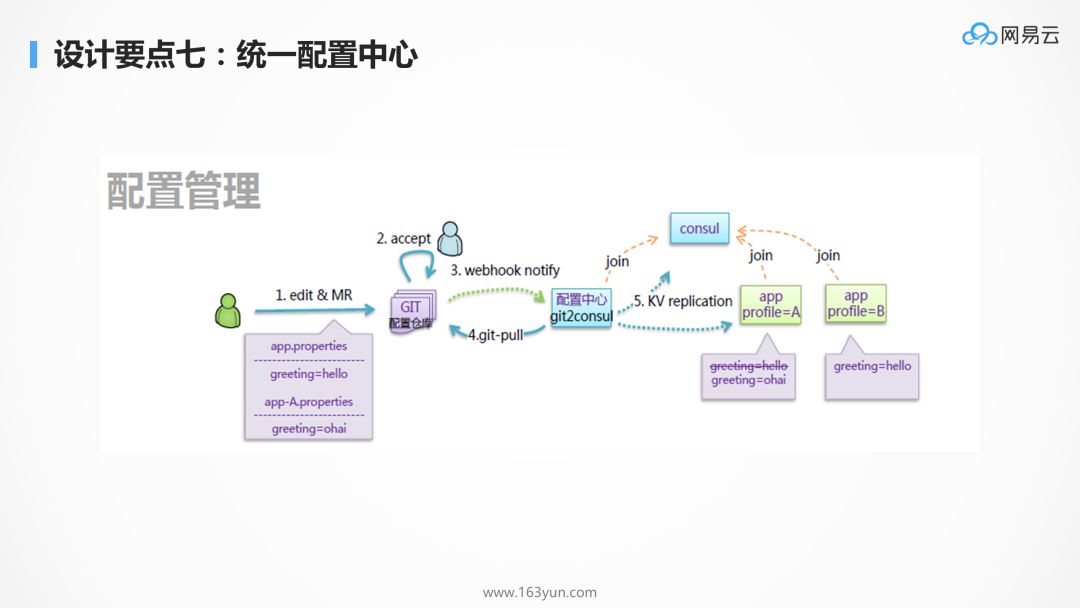 设计要点七：统一配置中心
网易云
配置管理
2. accept
consul
3. webhook notify
join
join
join
1. edit & MR
GIT
配置仓库
配置中心
git2consul
5. KV replication
app
profile=A
app
profile=B
4.git-pull
app.properties
greeting=hello
app-A.properties
greeting=ohai
greeting=hello
greeting=ohai
greeting=hello
www.163yun.com